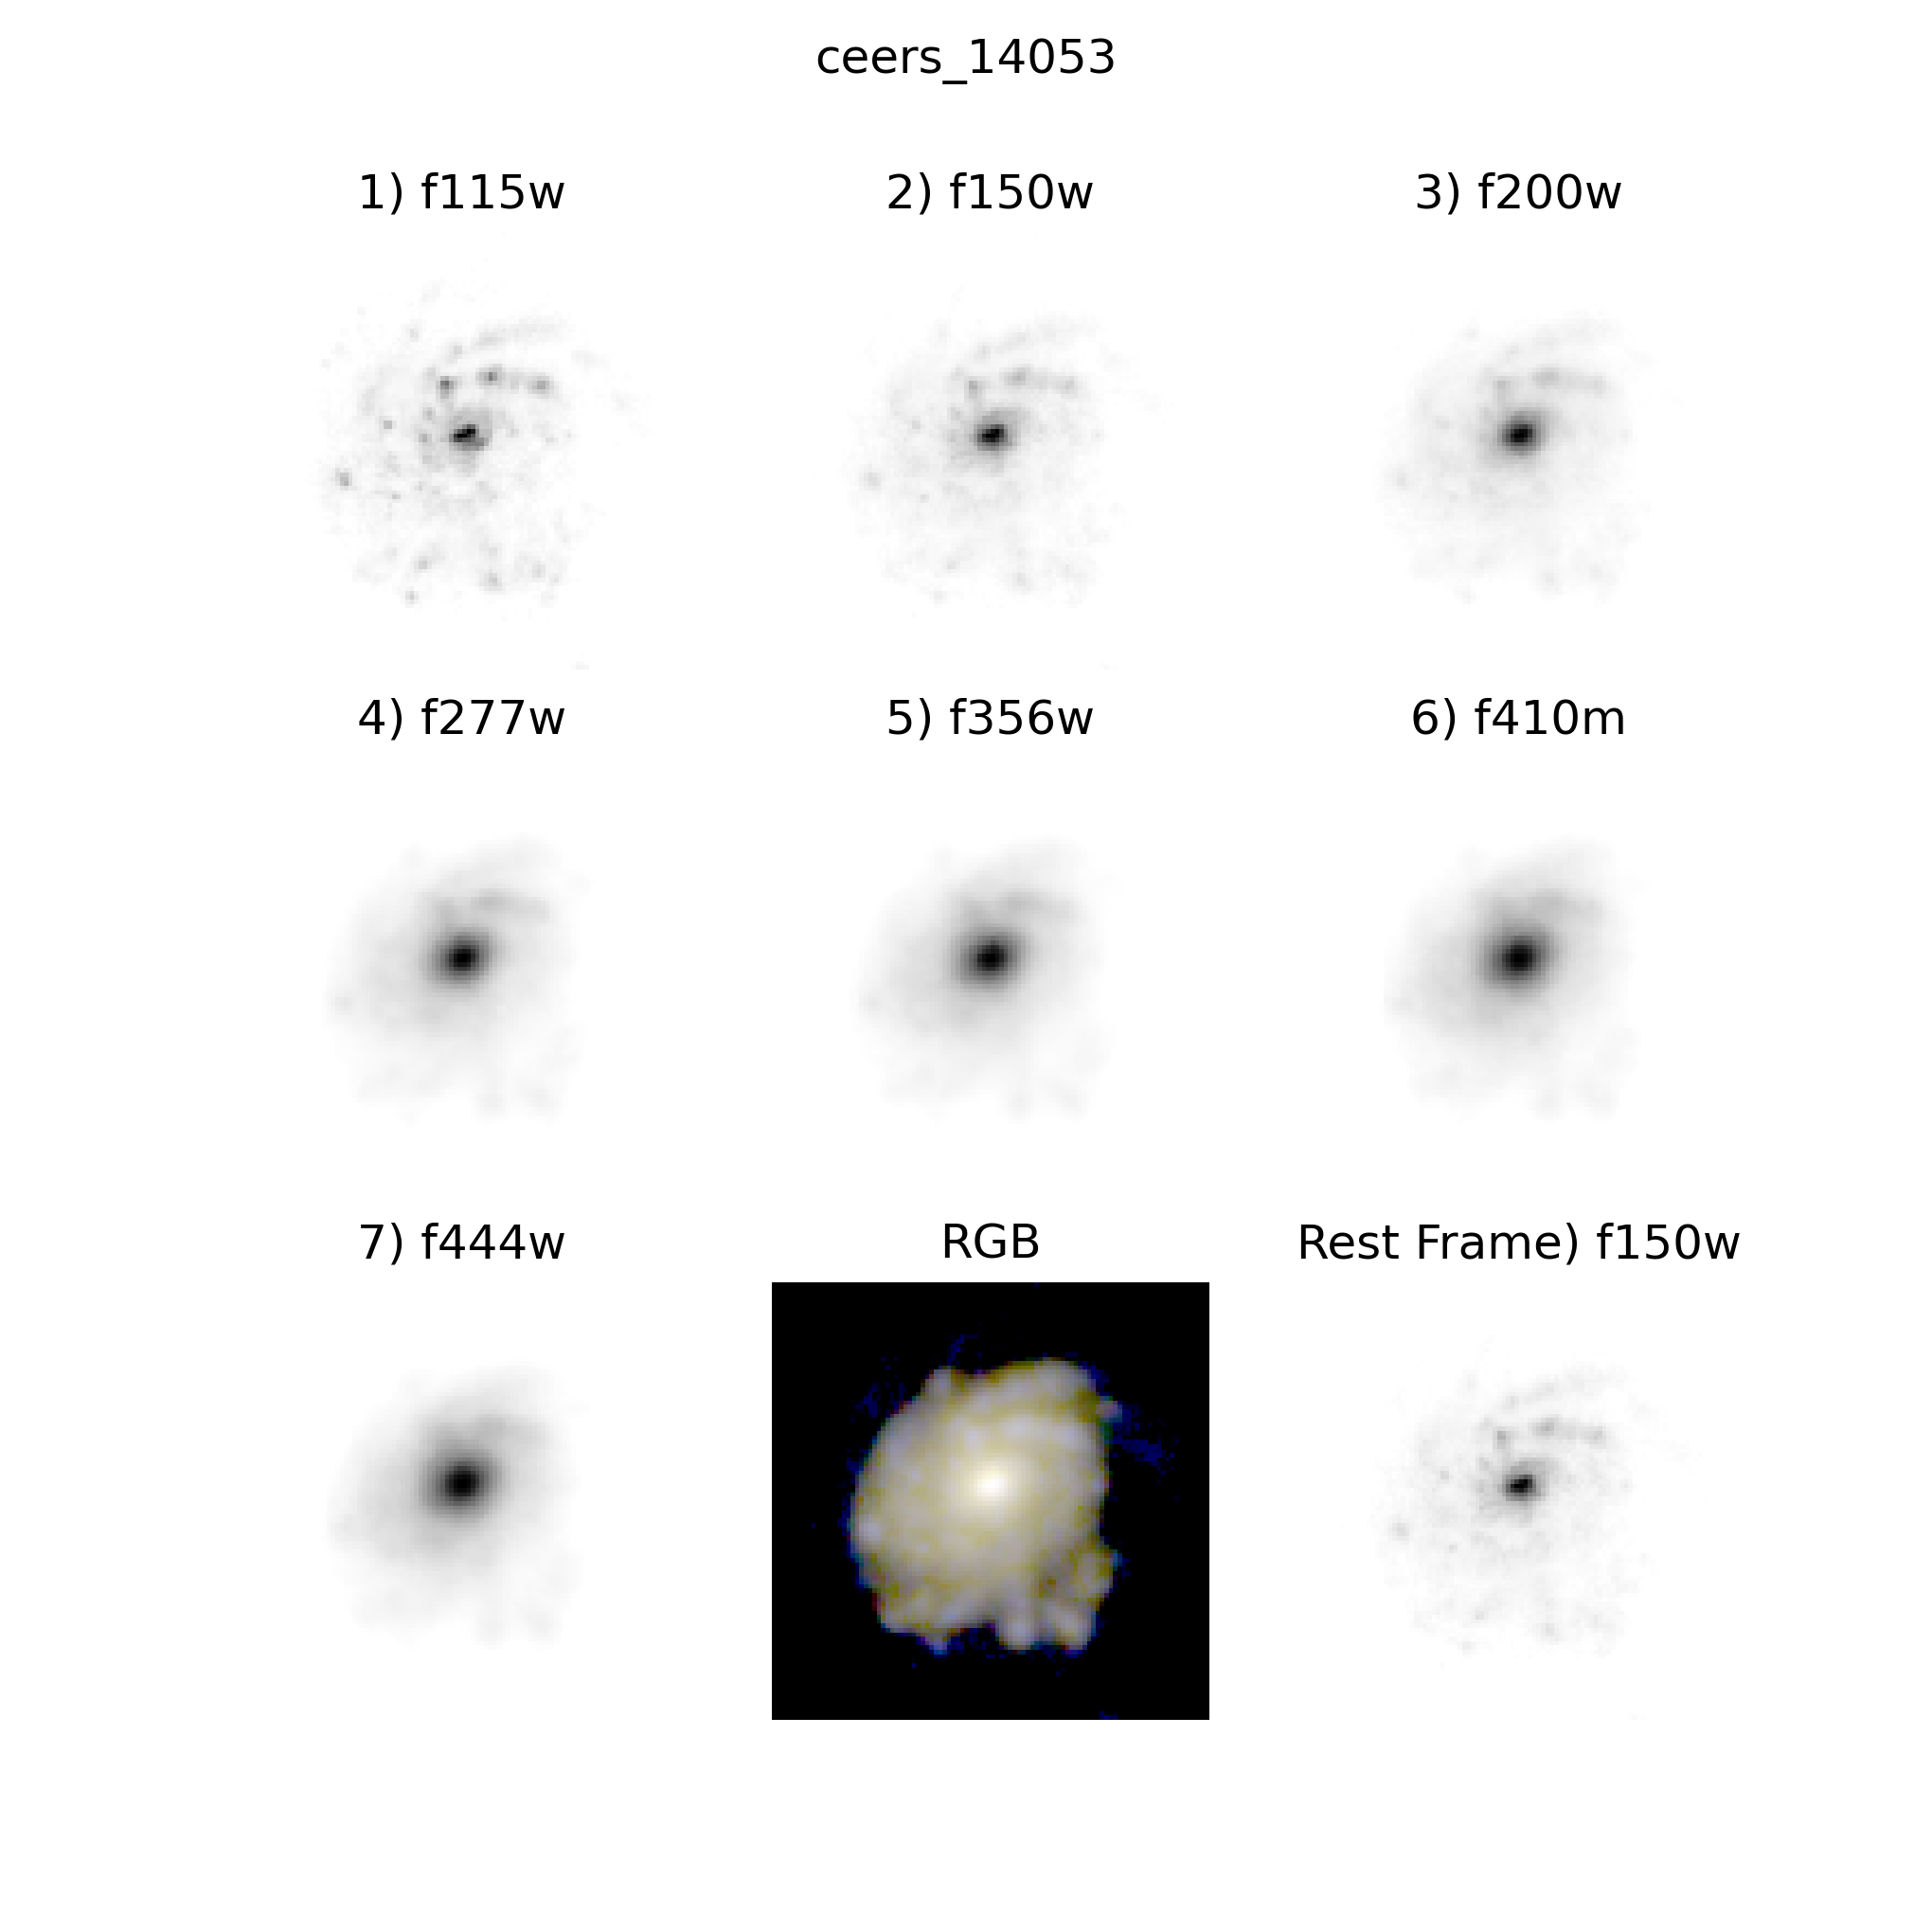 ceers_14053
1) f115w
2) f150w
3) f200w
4) f277w
5) f356w
6) f410m
7) f444w
RGB
Rest Frame) f150w